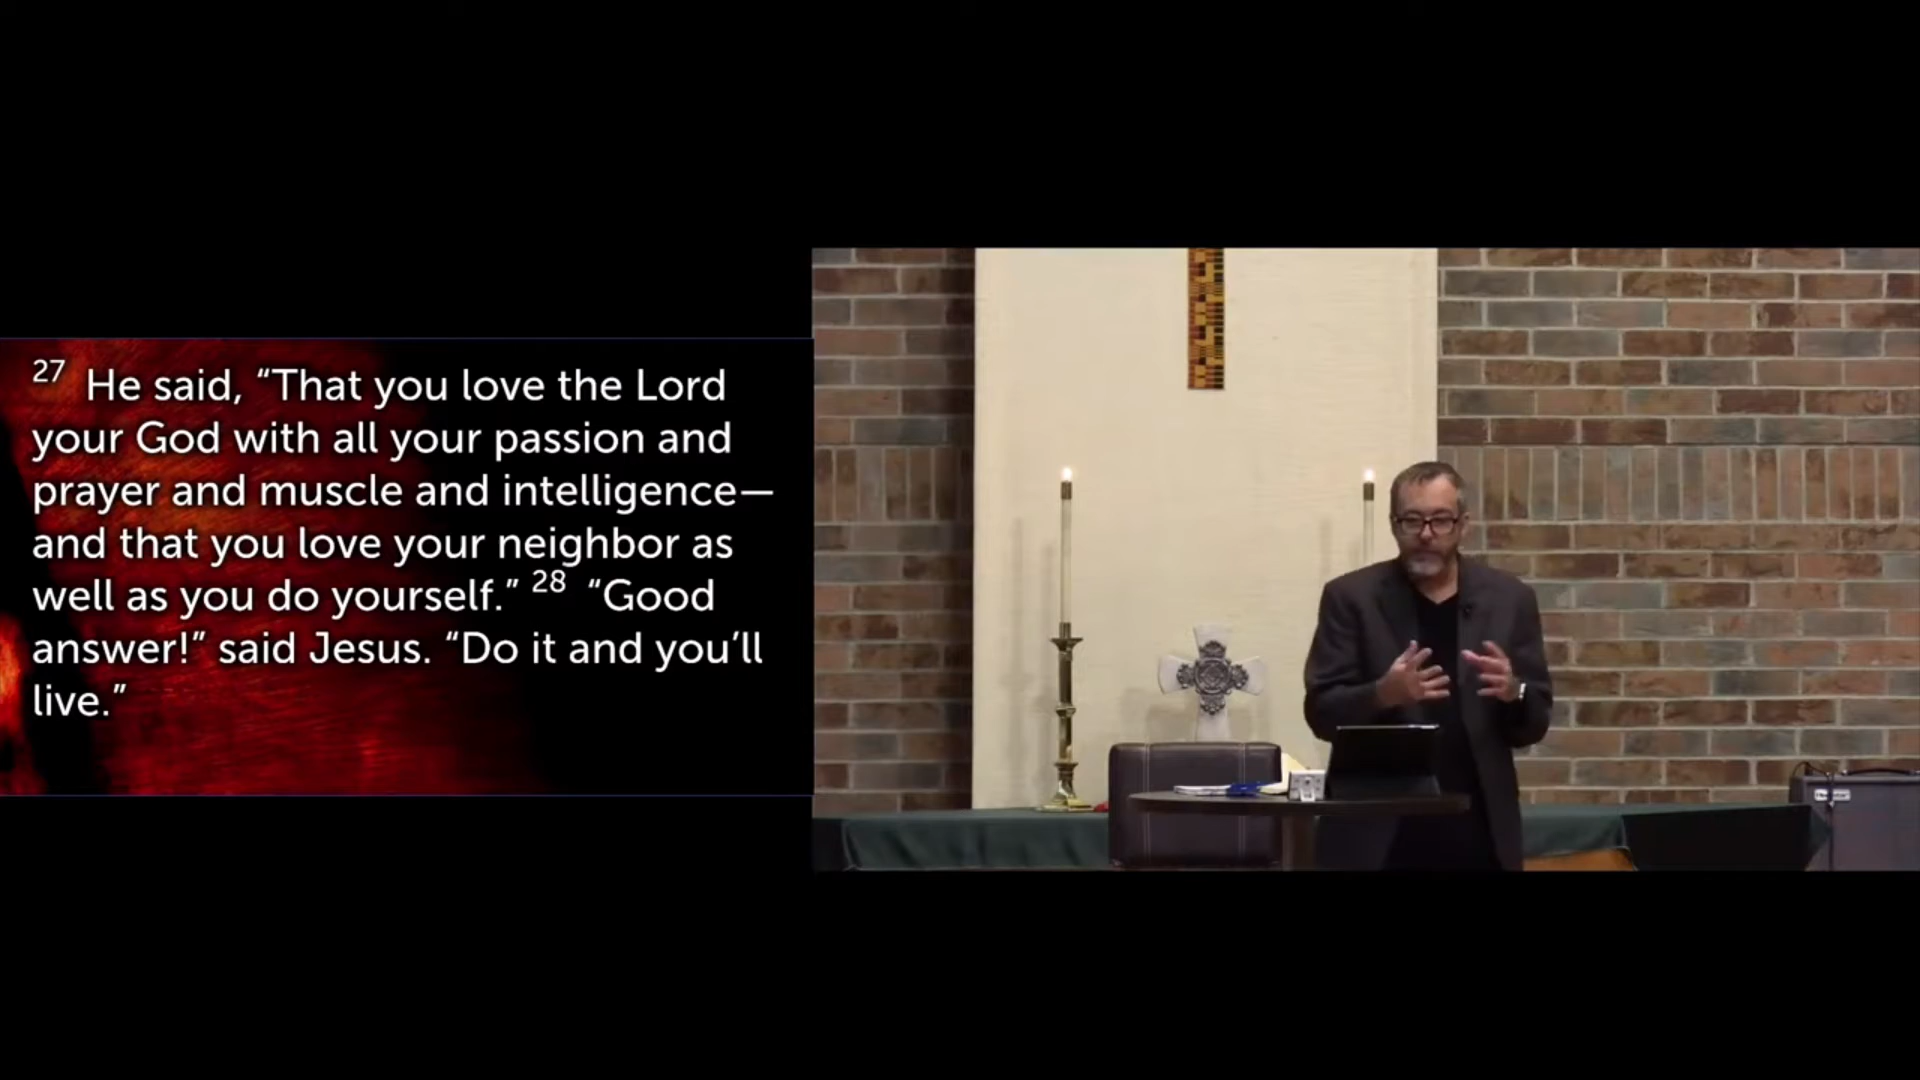 27 He said, “That you love the Lord
your God with all your passion and
prayer and muscle and intelligence—
and that you love your neighbor as
well as you do yourself.” 28 “Good
answer!” said Jesus. “Do it and you’ll
live.”